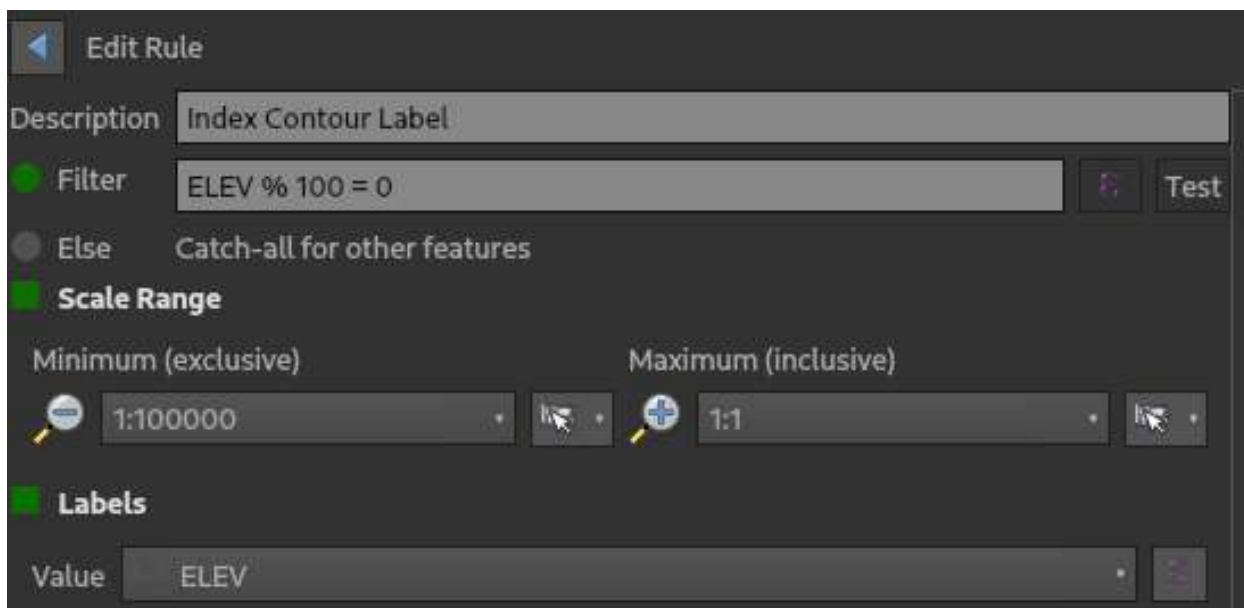 Edit Rule
Description Index Contour Label
Filter ELEV % 100 = 0 ε Test
Else Catch-all for other features
Scale Range
Minimum (exclusive) Maximum (inclusive)
1:100000 1:1
Labels
Value ELEV ε